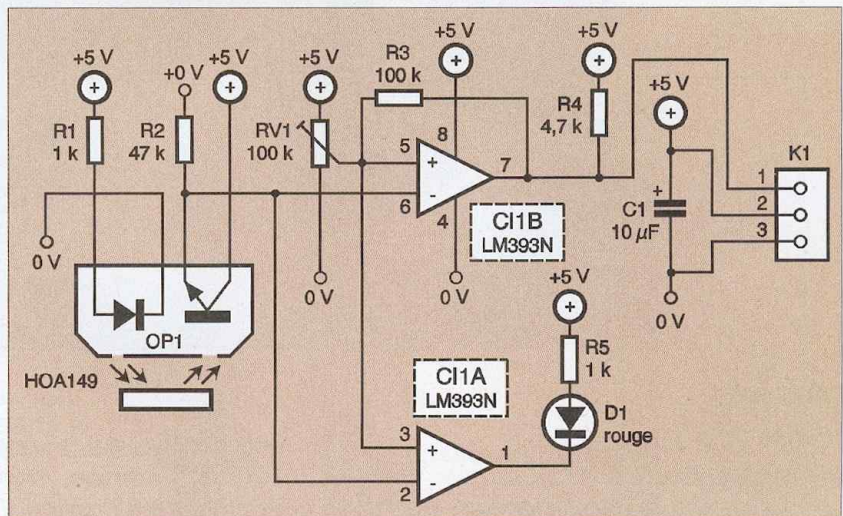 +5 V
R1
1 k
+0 V
R2
47 k
+5 V
+5 V
RV1
100 k
R3
100 k
+5 V
8
5
+
6
-
7
4
CI1B
LM393N
0 V
+5 V
R4
4,7 k
+5 V
+
C1
10 µF
0 V
K1
1
2
3
0 V
0 V
OP1
HOA149
CI1A
LM393N
3
+
2
-
1
+5 V
R5
1 k
D1
rouge